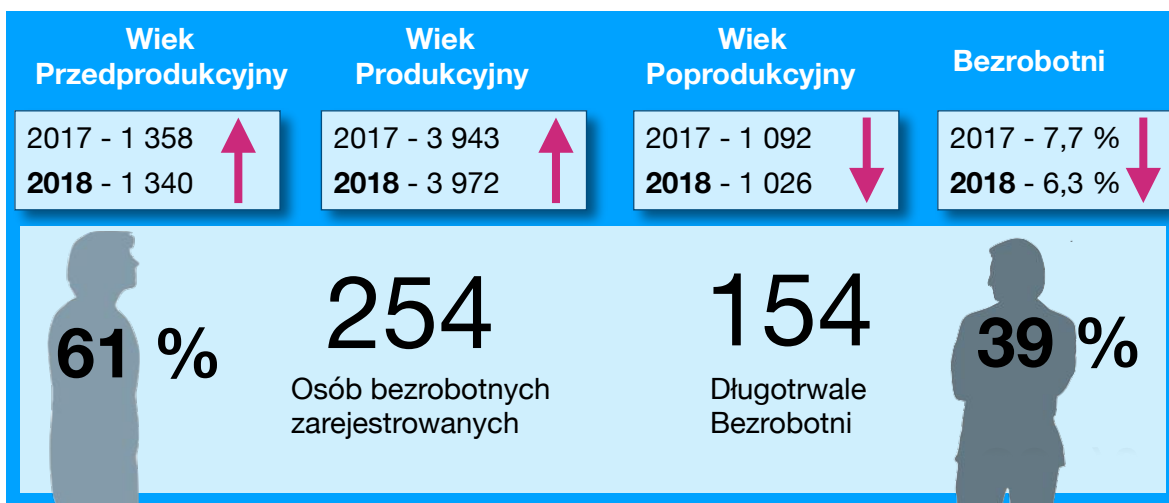 Wiek
Przedprodukcyjny
2017 - 1 358
2018 - 1 340
Wiek
Produkcyjny
2017 - 3 943
2018 - 3 972
Wiek
Poprodukcyjny
2017 - 1 092
2018 - 1 026
Bezrobotni
2017 - 7,7 %
2018 - 6,3 %
61 %
254
Osób bezrobotnych
zarejestrowanych
154
Długotrwale
Bezrobotni
39 %